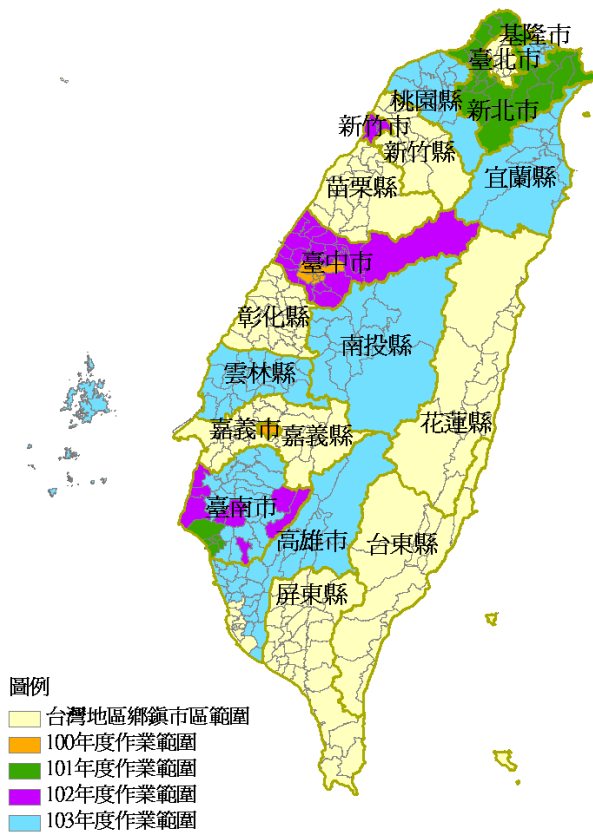 基隆市
臺北市
桃園縣
新北市
新竹市
新竹縣
苗栗縣
宜蘭縣
臺中市
彰化縣
南投縣
雲林縣
花蓮縣
嘉義市
嘉義縣
臺南市
高雄市
台東縣
屏東縣
圖例
台灣地區鄉鎮市區範圍
100年度作業範圍
101年度作業範圍
102年度作業範圍
103年度作業範圍